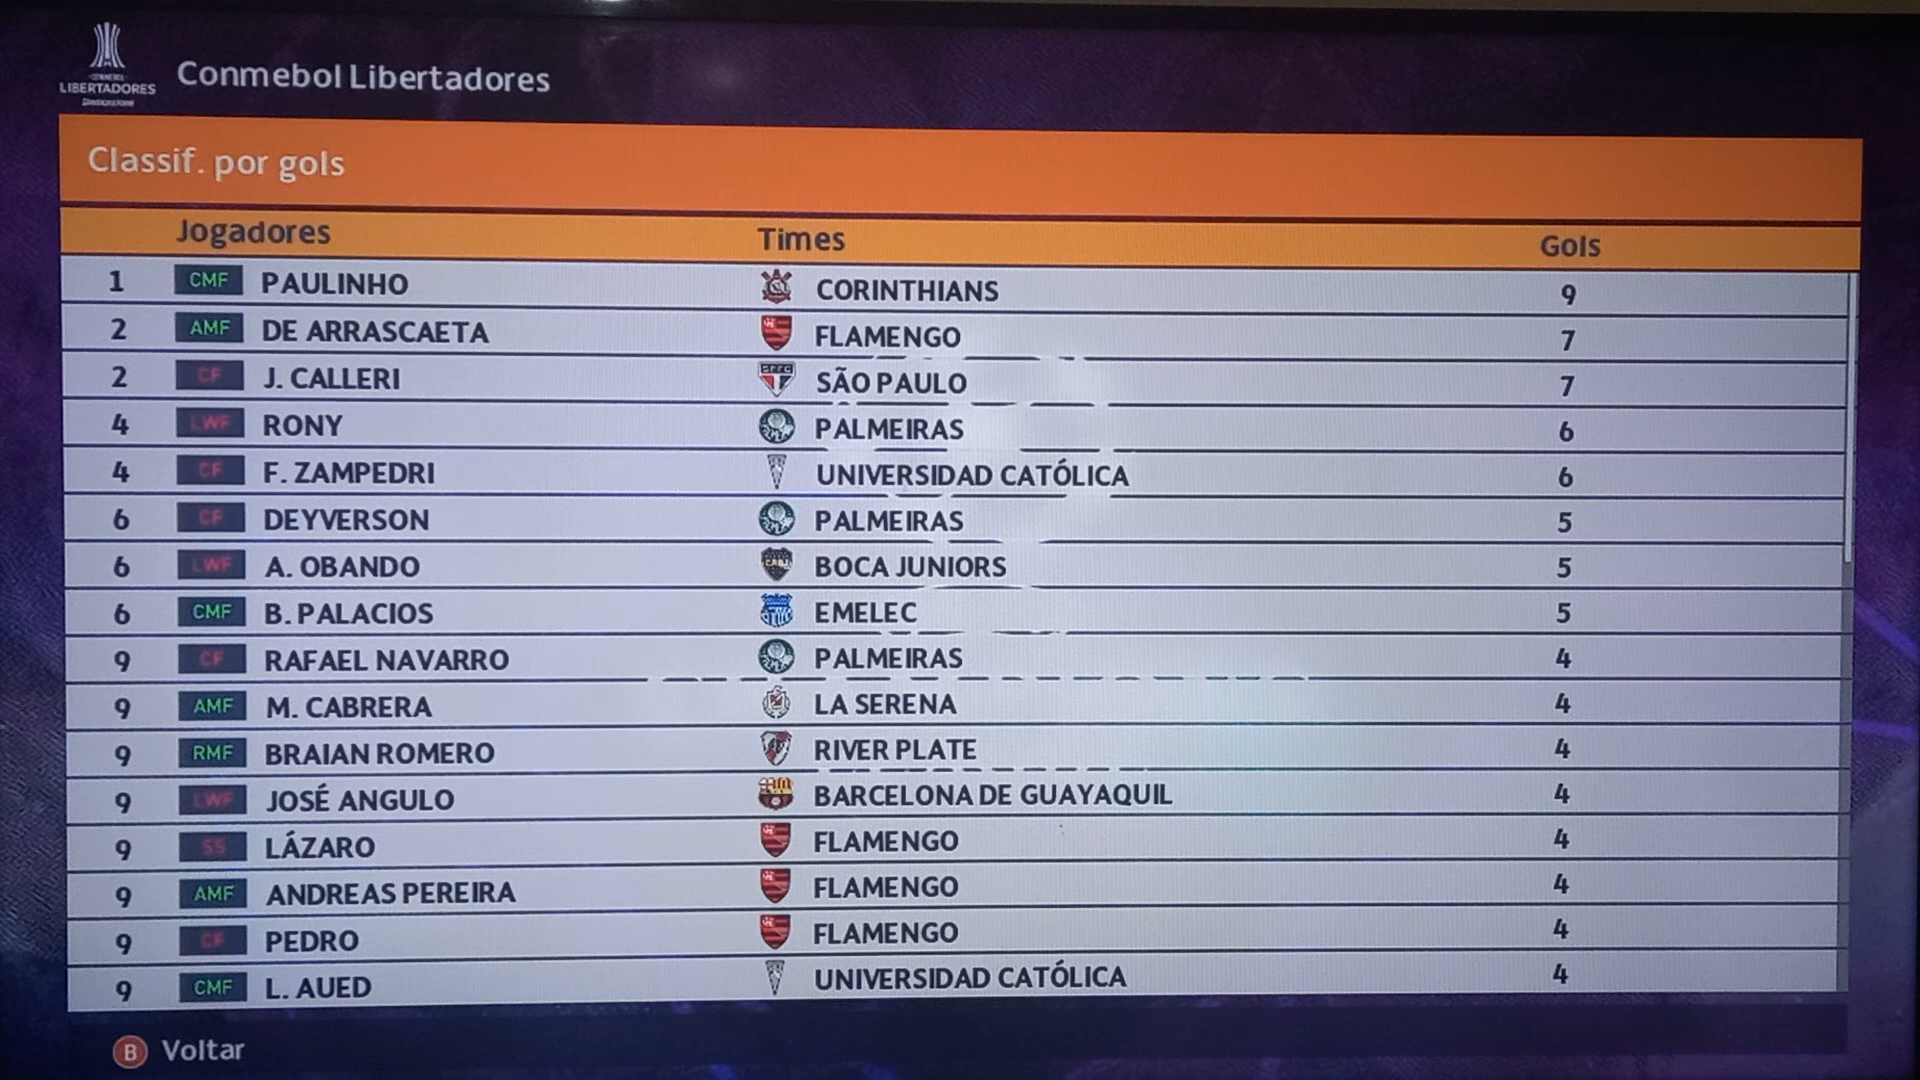 LIBERTADORES
Conmebol Libertadores
Classif. por gols
Jogadores Times Gols
1 CMF PAULINHO CORINTHIANS 9
2 AMF DE ARRASCAETA FLAMENGO 7
2 CF J. CALLERI SÃO PAULO 7
4 LWF RONY PALMEIRAS 6
4 CF F. ZAMPEDRI UNIVERSIDAD CATÓLICA 6
6 CF DEYVERSON PALMEIRAS 5
6 LWF A. OBANDO BOCA JUNIORS 5
6 CMF B. PALACIOS EMELEC 5
9 CF RAFAEL NAVARRO PALMEIRAS 4
9 AMF M. CABRERA LA SERENA 4
9 RMF BRAIAN ROMERO RIVER PLATE 4
9 LWF JOSÉ ANGULO BARCELONA DE GUAYAQUIL 4
9 SS LÁZARO FLAMENGO 4
9 AMF ANDREAS PEREIRA FLAMENGO 4
9 CF PEDRO FLAMENGO 4
9 CMF L. AUED UNIVERSIDAD CATÓLICA 4
B Voltar